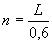 n = L / 0,6